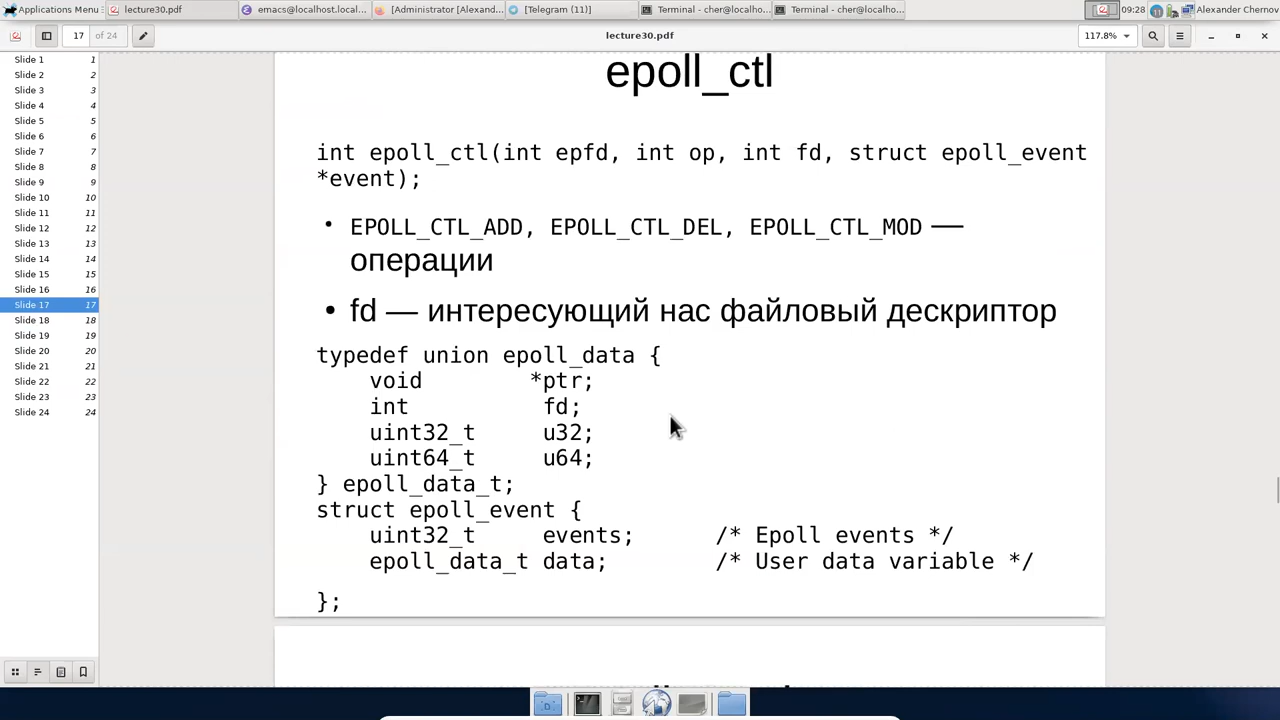 Applications Menu
lecture30.pdf
emacs@localhost.local...
[Administrator [Alexand...
[Telegram (11)]
Terminal - cher@localho...
Terminal - cher@localho...
09:28
Alexander Chernov
17 of 24
lecture30.pdf
117.8%
Slide 1 1
Slide 2 2
Slide 3 3
Slide 4 4
Slide 5 5
Slide 6 6
Slide 7 7
Slide 8 8
Slide 9 9
Slide 10 10
Slide 11 11
Slide 12 12
Slide 13 13
Slide 14 14
Slide 15 15
Slide 16 16
Slide 17 17
Slide 18 18
Slide 19 19
Slide 20 20
Slide 21 21
Slide 22 22
Slide 23 23
Slide 24 24
epoll_ctl
int epoll_ctl(int epfd, int op, int fd, struct epoll_event
*event);
• EPOLL_CTL_ADD, EPOLL_CTL_DEL, EPOLL_CTL_MOD —
операции
• fd — интересующий нас файловый дескриптор
typedef union epoll_data {
void *ptr;
int fd;
uint32_t u32;
uint64_t u64;
} epoll_data_t;
struct epoll_event {
uint32_t events; /* Epoll events */
epoll_data_t data; /* User data variable */
};